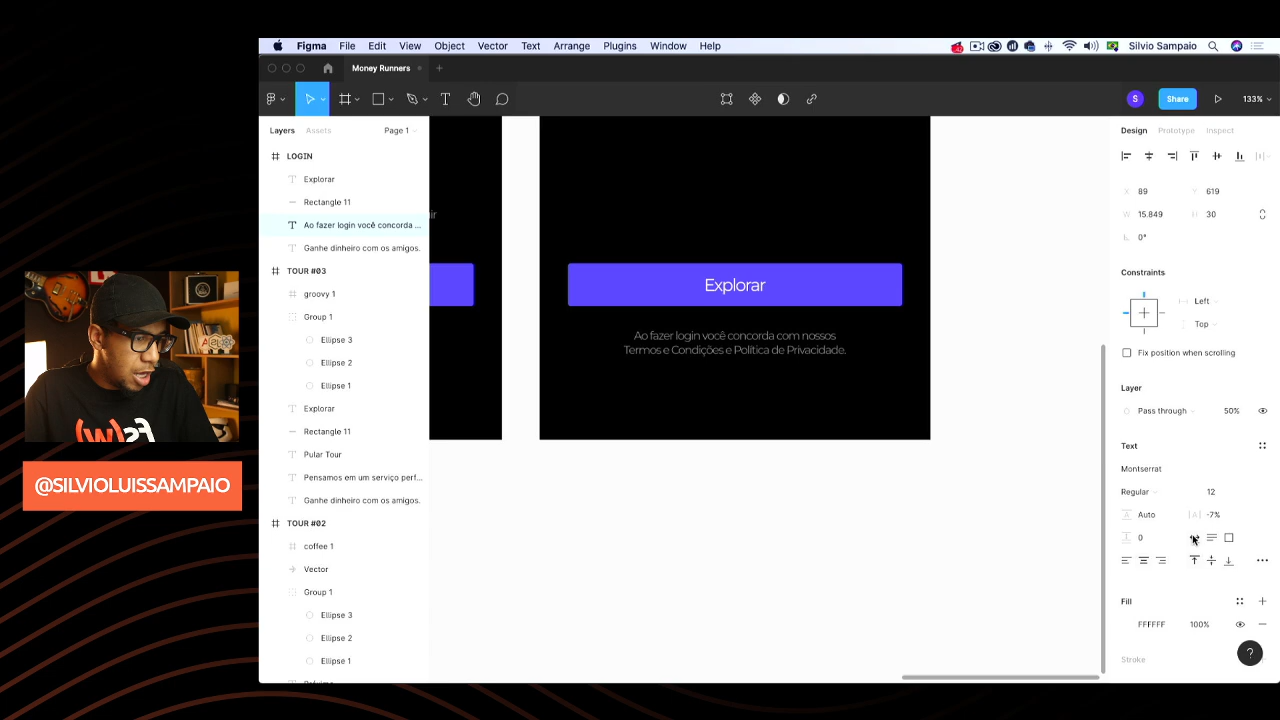 Figma File Edit View Object Vector Text Arrange Plugins Window Help
Silvio Sampaio
Money Runners
S Share 133%
Layers Assets Page 1
LOGIN
Explorar
Rectangle 11
Ao fazer login você concorda ...
Ganhe dinheiro com os amigos.
TOUR #03
groovy 1
Group 1
Ellipse 3
Ellipse 2
Ellipse 1
Explorar
Rectangle 11
Pular Tour
Pensamos em um serviço perf...
Ganhe dinheiro com os amigos.
TOUR #02
coffee 1
Vector
Group 1
Ellipse 3
Ellipse 2
Ellipse 1
ir
Explorar
Ao fazer login você concorda com nossos
Termos e Condições e Política de Privacidade.
Design Prototype Inspect
X 89 Y 619
W 15.849 H 30
0°
Constraints
Left
Top
Fix position when scrolling
Layer
Pass through 50%
Text
Montserrat
Regular 12
Auto -7%
0
Fill
FFFFFF 100%
Stroke
?
@SILVIOLUISSAMPAIO